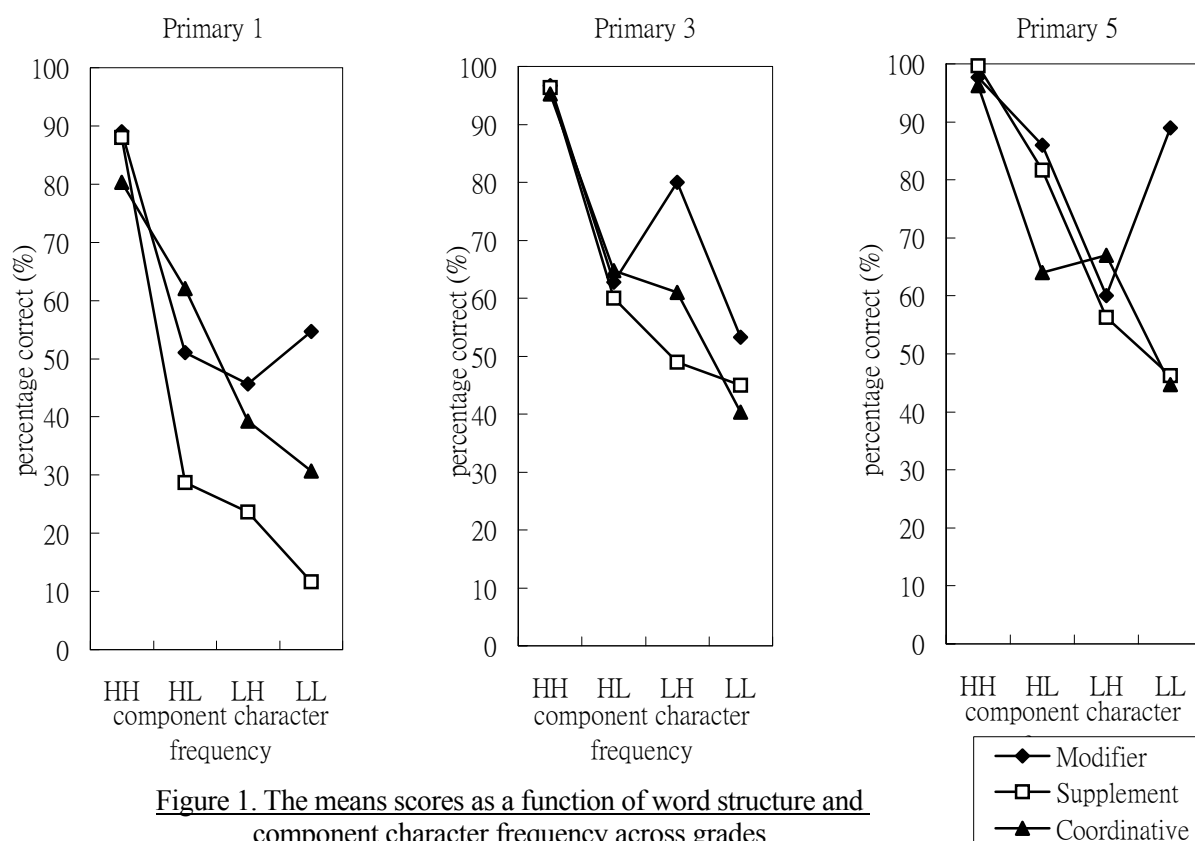 Primary 1
100
90
80
70
60
50
40
30
20
10
0
percentage correct (%)
HH HL LH LL
component character
frequency
Primary 3
100
90
80
70
60
50
40
30
20
10
0
percentage correct (%)
HH HL LH LL
component character
frequency
Primary 5
100
90
80
70
60
50
40
30
20
10
0
percentage correct (%)
HH HL LH LL
component character
Modifier
Supplement
Coordinative
Figure 1. The means scores as a function of word structure and
component character frequency across grades